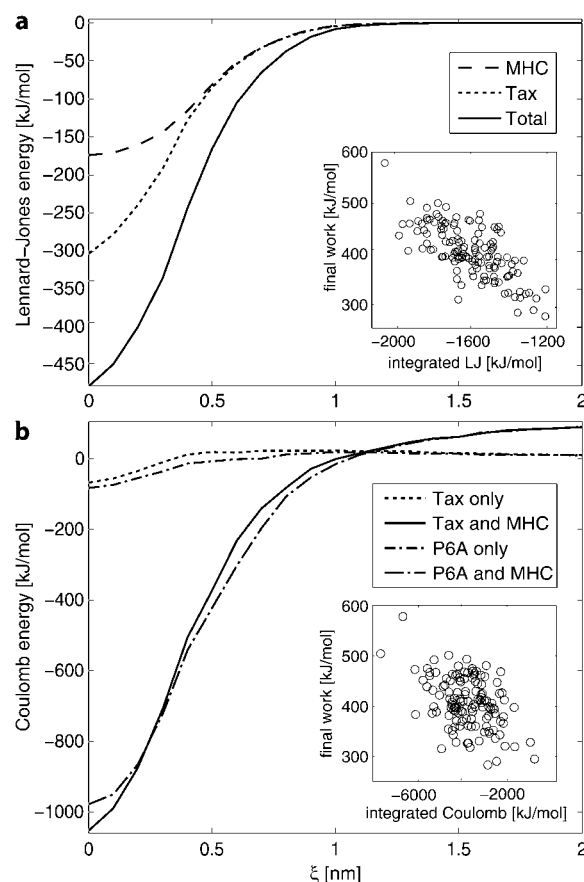 a
Lennard–Jones energy [kJ/mol]
0
−50
−100
−150
−200
−250
−300
−350
−400
−450
MHC
Tax
Total
final work [kJ/mol]
600
500
400
300
−2000
−1600
−1200
integrated LJ [kJ/mol]
0
0.5
1
1.5
2
b
Coulomb energy [kJ/mol]
0
−200
−400
−600
−800
−1000
Tax only
Tax and MHC
P6A only
P6A and MHC
final work [kJ/mol]
600
500
400
300
−6000
−2000
integrated Coulomb [kJ/mol]
0
0.5
1
1.5
2
ξ [nm]